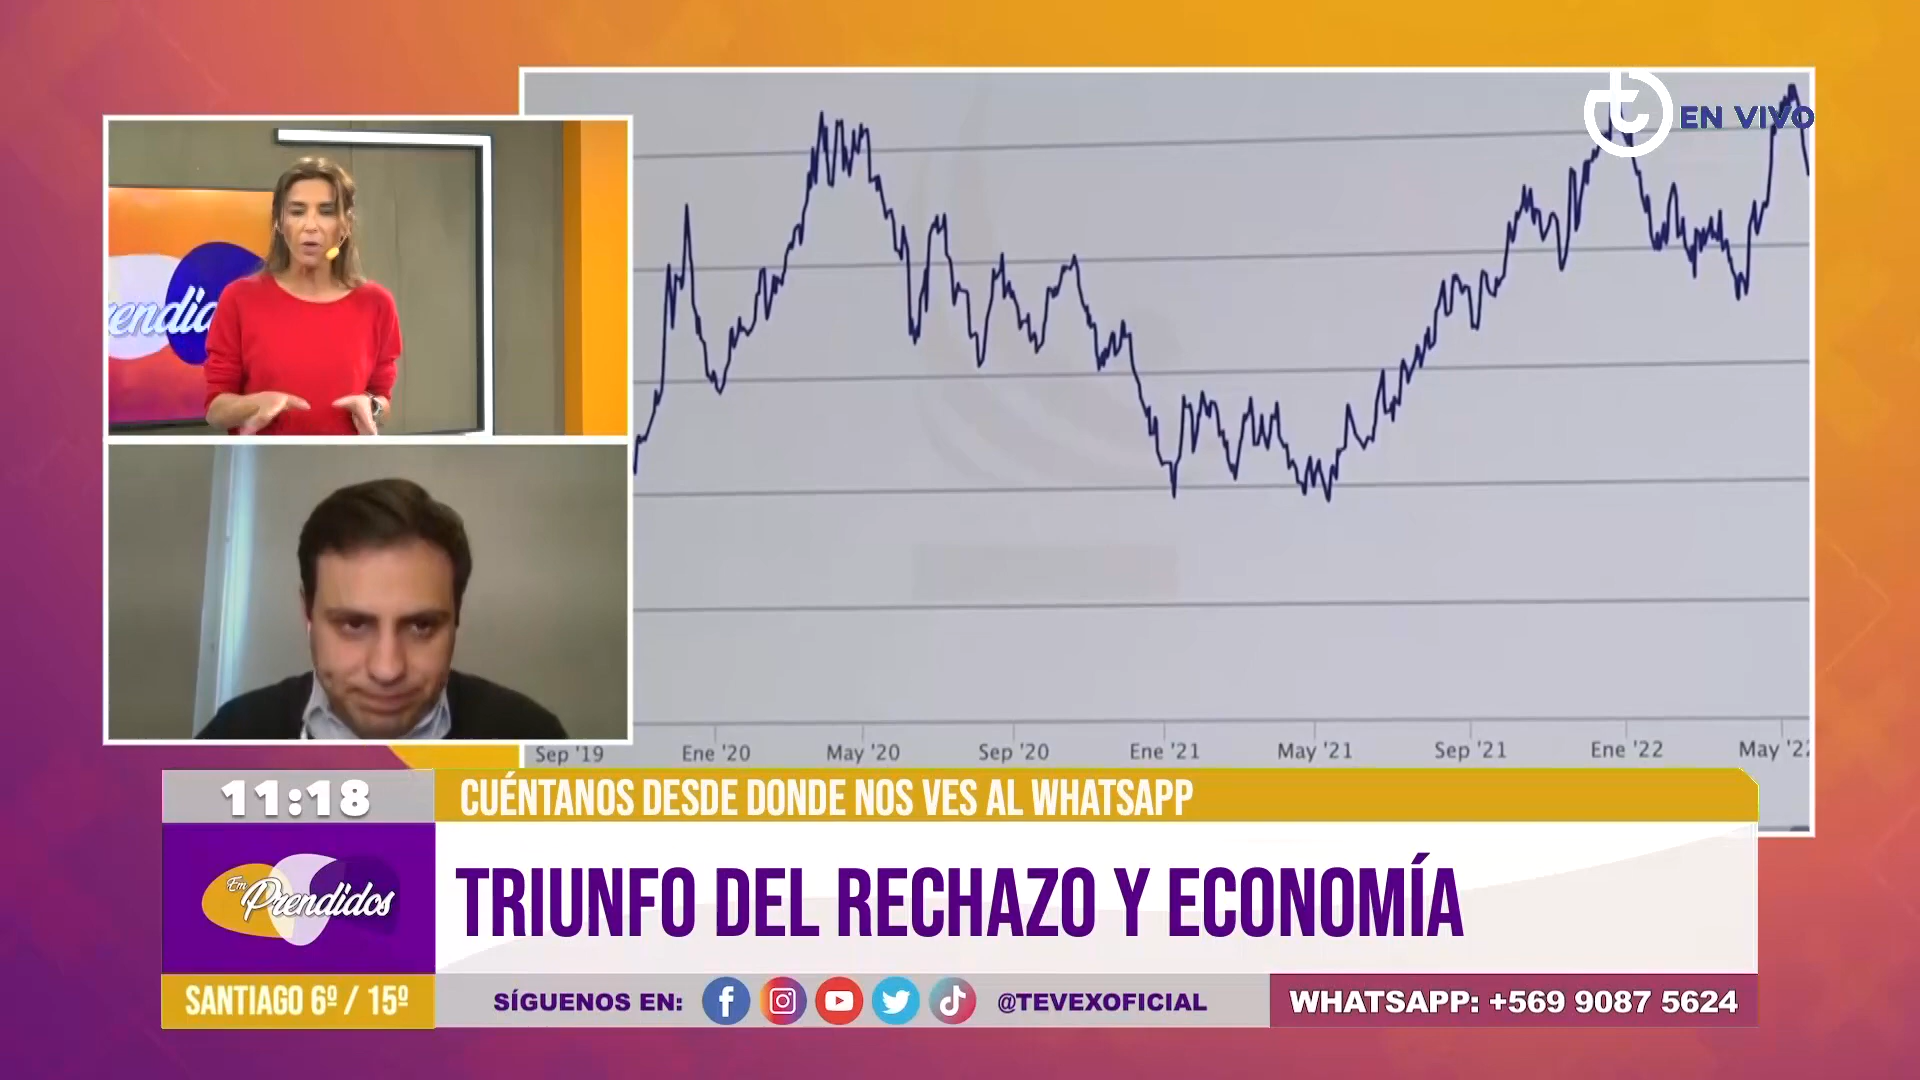 EN VIVO
endid
Sep '19
Ene '20
May '20
Sep '20
Ene '21
May '21
Sep '21
Ene '22
May '22
11:18
CUÉNTANOS DESDE DONDE NOS VES AL WHATSAPP
Em
Prendidos
TRIUNFO DEL RECHAZO Y ECONOMÍA
SANTIAGO 6º / 15º
SÍGUENOS EN:
@TEVEXOFICIAL
WHATSAPP: +569 9087 5624